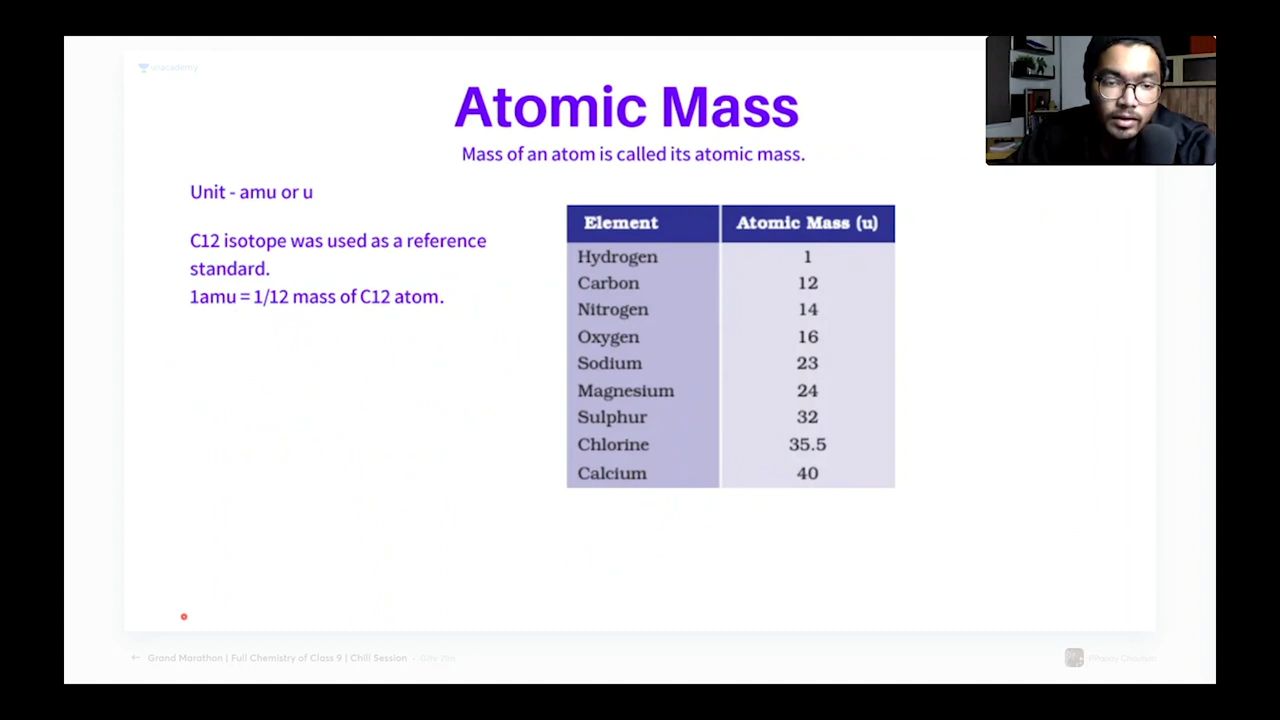 unacademy
Atomic Mass
Mass of an atom is called its atomic mass.
Unit - amu or u
C12 isotope was used as a reference
standard.
1amu = 1/12 mass of C12 atom.
Element Atomic Mass (u)
Hydrogen 1
Carbon 12
Nitrogen 14
Oxygen 16
Sodium 23
Magnesium 24
Sulphur 32
Chlorine 35.5
Calcium 40
Grand Marathon | Full Chemistry of Class 9 | Chill Session